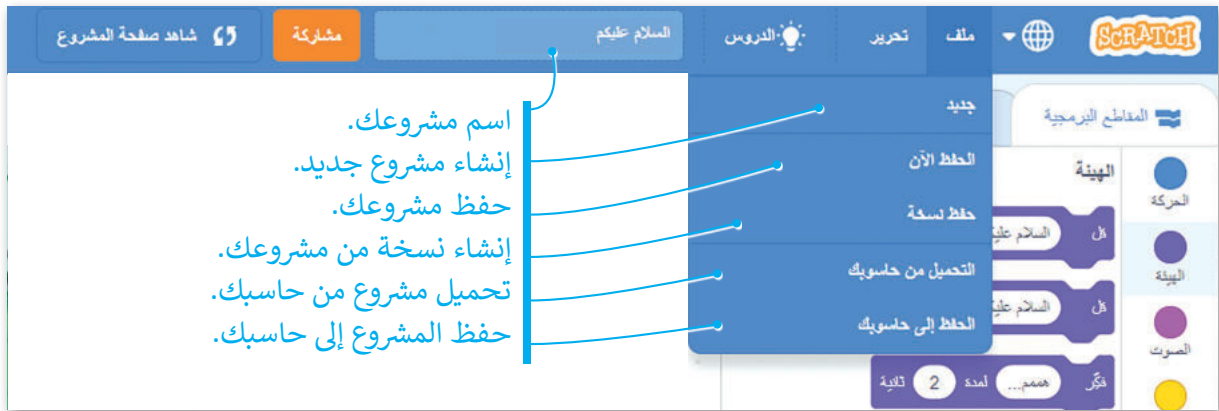 SCRATCH
ملف
تحرير
الدروس
السلام عليكم
مشاركة
شاهد صفحة المشروع
جديد
الحفظ الآن
حفظ نسخة
التحميل من حاسوبك
الحفظ إلى حاسوبك
اسم مشروعك.
إنشاء مشروع جديد.
حفظ مشروعك.
إنشاء نسخة من مشروعك.
تحميل مشروع من حاسبك.
حفظ المشروع إلى حاسبك.
المقاطع البرمجية
الحركة
الهيئة
الصوت
الهيئة
قل السلام
قل السلام
فكّر هممم... لمدة 2 ثانية